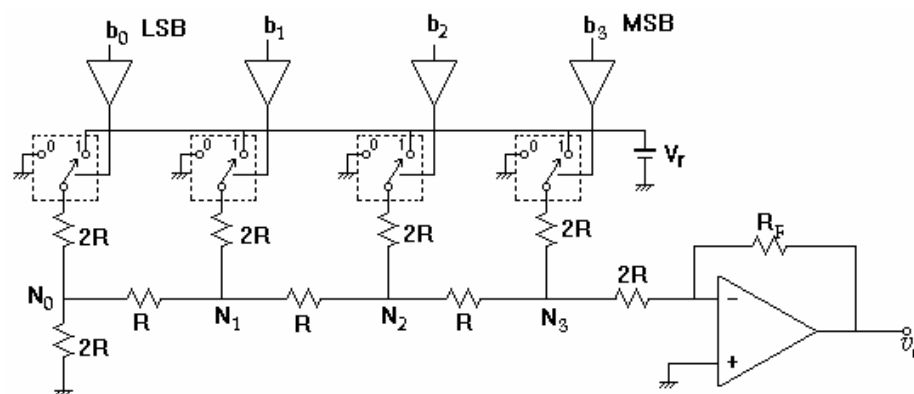 b₀ LSB b₁ b₂ b₃ MSB
0 1 0 1 0 1 0 1 Vᵣ
2R 2R 2R 2R R_F
2R
N₀ R N₁ R N₂ R N₃ −
2R +